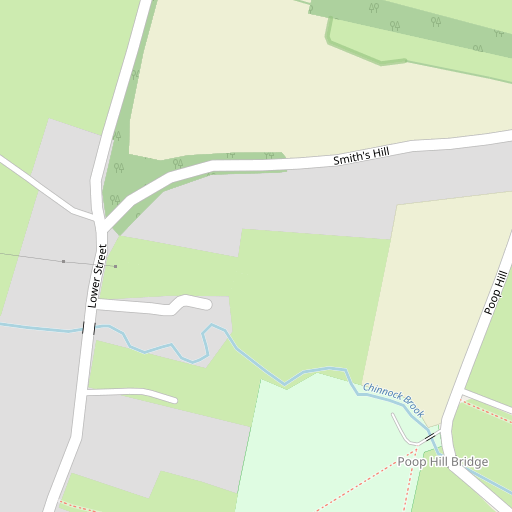 Smith's Hill
Lower Street
Poop Hill
Chinnock Brook
Poop Hill Bridge